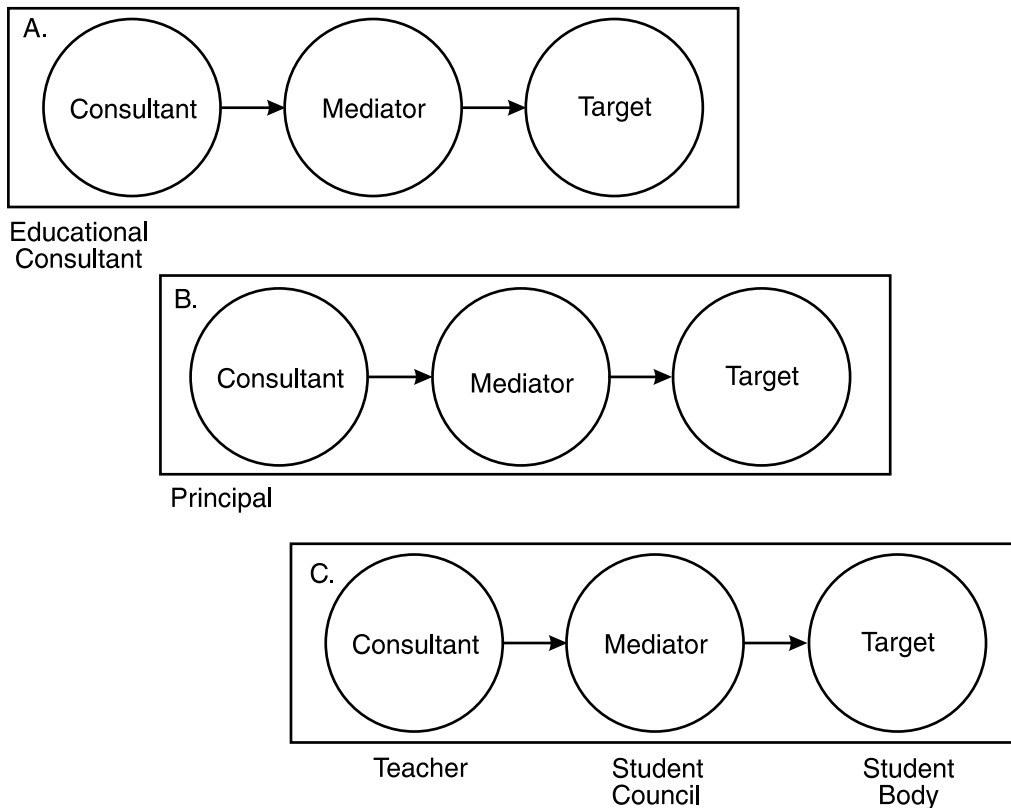 A.
Consultant
Mediator
Target
Educational
Consultant
B.
Consultant
Mediator
Target
Principal
C.
Consultant
Mediator
Target
Teacher
Student
Council
Student
Body